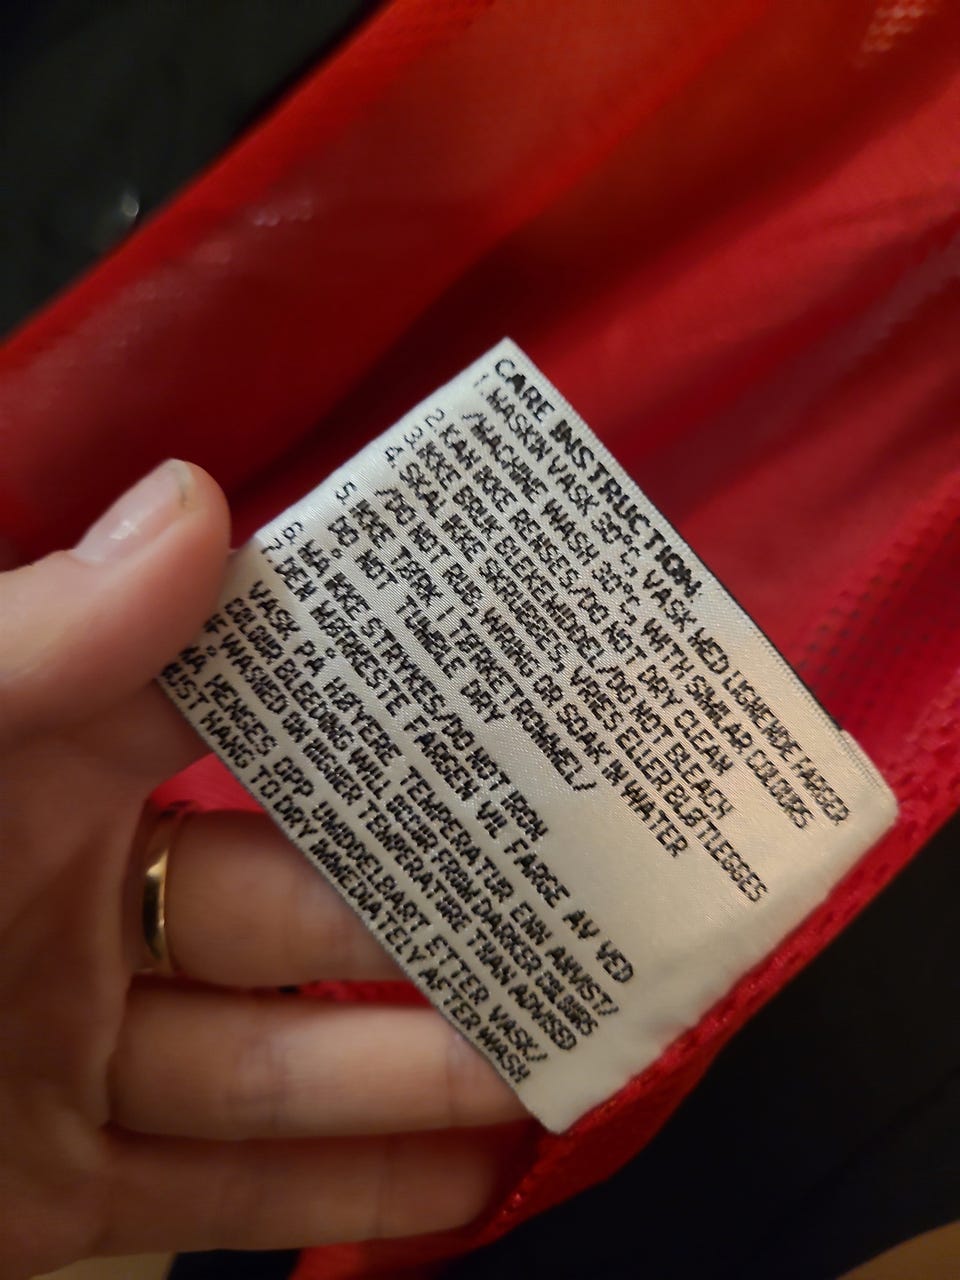 CARE INSTRUCTION.
1. MASKIN VASK 30°C, VASK MED LIGNENDE FARGER
/MACHINE WASH 30°C, WITH SMILAR COLOURS
2. KAN IKKE RENSES/DO NOT DRY CLEAN
3. IKKE BRUK BLEKEMIDDEL/DO NOT BLEACH
4. SKAL IKKE SKRUBBES, VRIES ELLER BLØTLEGGES
/DO NOT RUB, WRING OR SOAK IN WATER
5. IKKE TØRK I TØRKETROMMEL/
DO NOT TUMBLE DRY
6. MÅ IKKE STRYKES/DO NOT IRON
7. DEN MØRKESTE FARGEN VIL FARGE AV VED
VASK PÅ HØYERE TEMPERATUR ENN ANVIST/
COLOUR BLEEDING WILL OCCUR FROM DARKER COLOURS
IF WASHED ON HIGHER TEMPERATURE THAN ADVISED
MÅ HENGES OPP UMIDDELBART ETTER VASK/
MUST HANG TO DRY IMMEDIATELY AFTER WASH